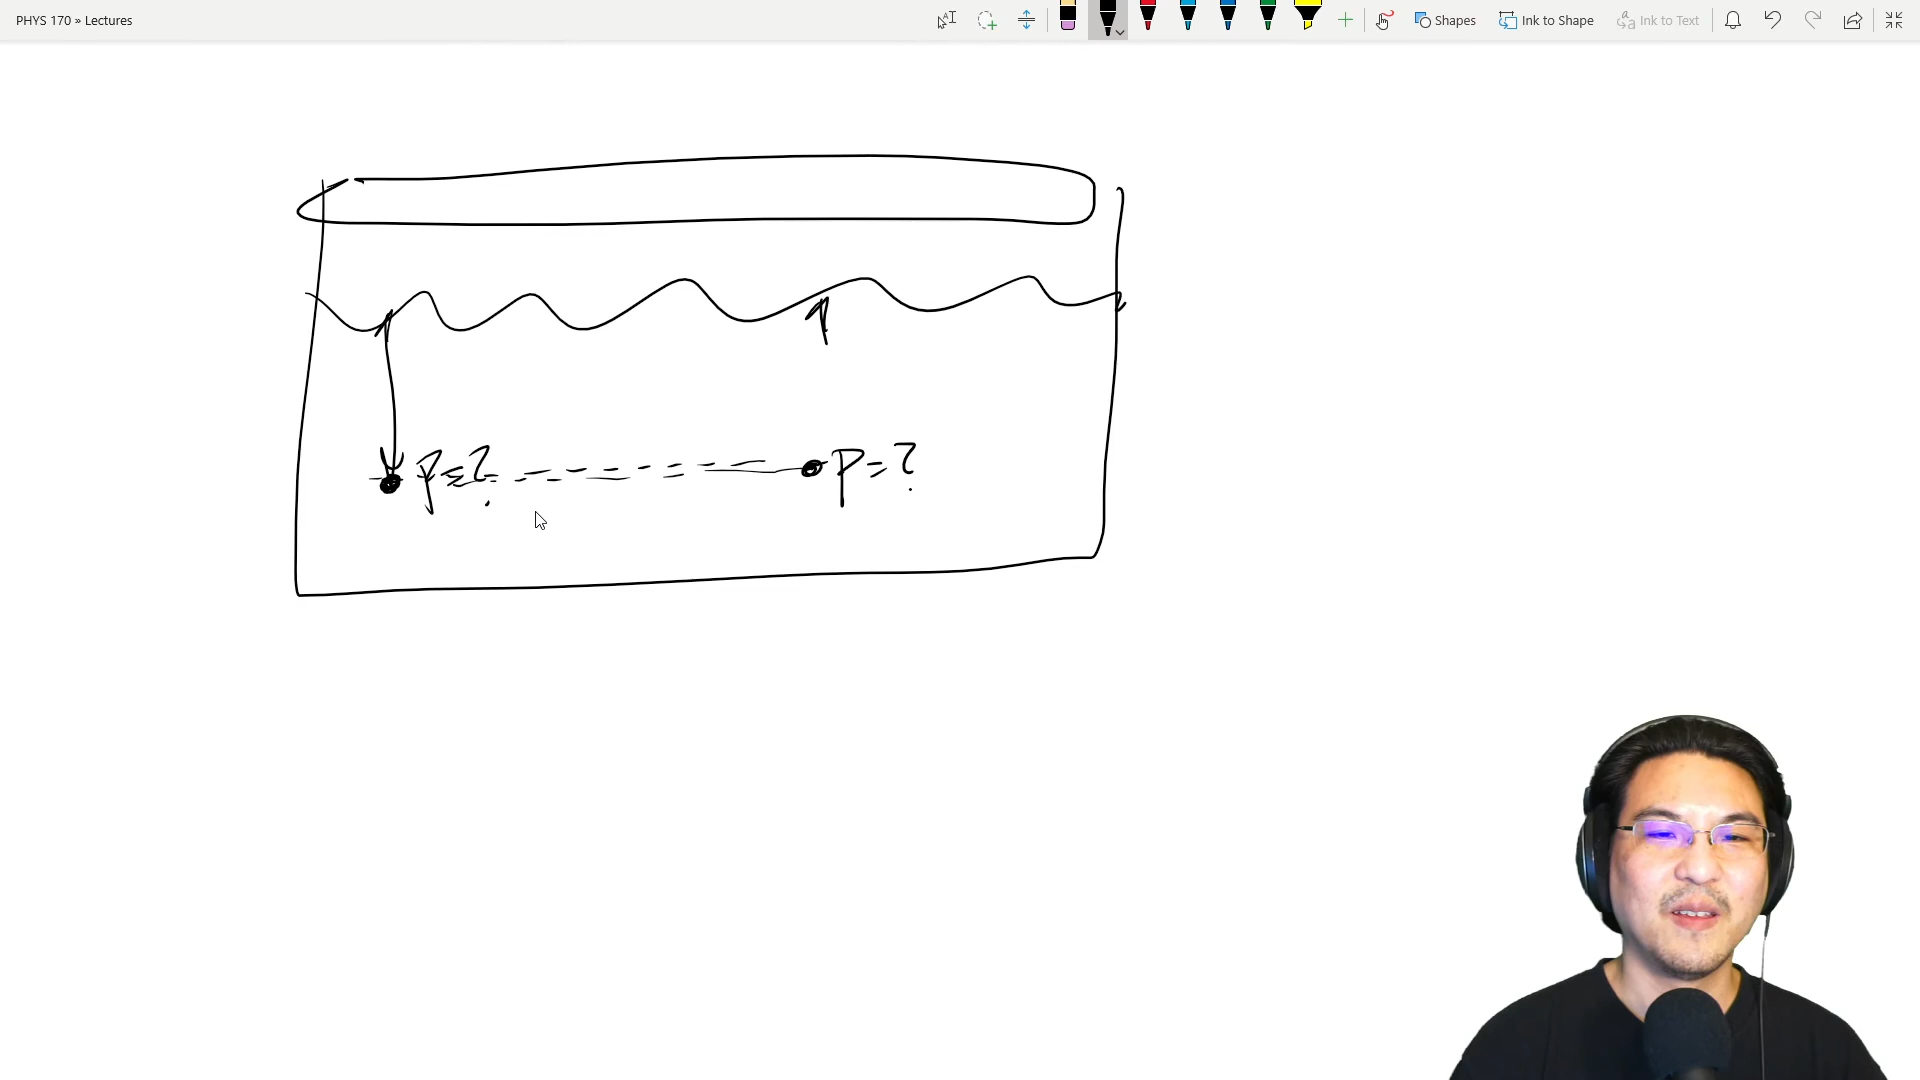 PHYS 170 » Lectures
Shapes
Ink to Shape
Ink to Text
P=? P=?